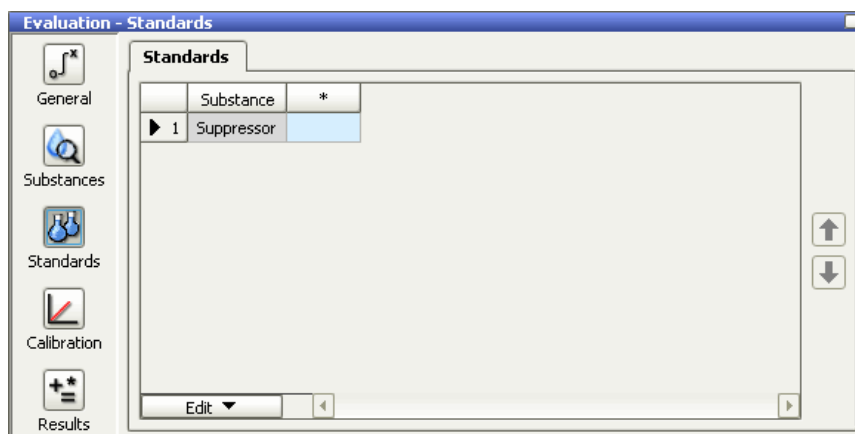 Evaluation - Standards
General
Substances
Standards
Calibration
Results
Standards
Substance *
1 Suppressor
Edit